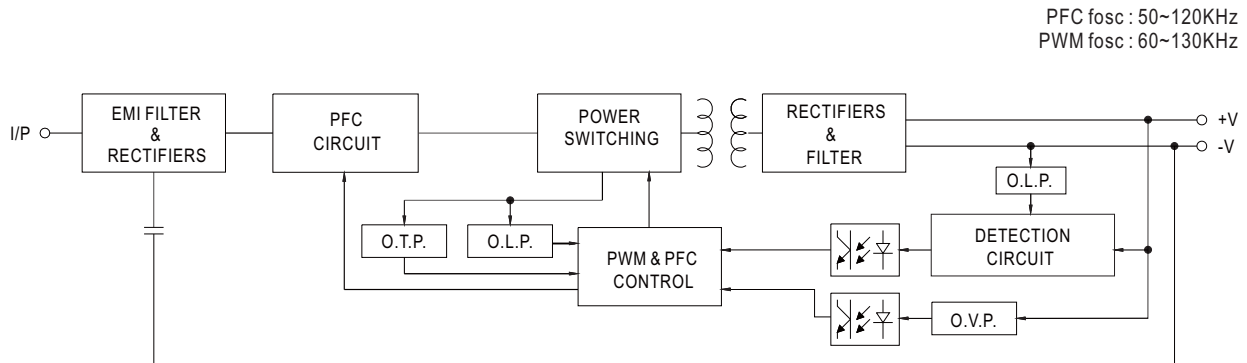 PFC fosc : 50~120KHz
PWM fosc : 60~130KHz
I/P
EMI FILTER
&
RECTIFIERS
PFC
CIRCUIT
POWER
SWITCHING
RECTIFIERS
&
FILTER
+V
-V
O.L.P.
O.T.P.
O.L.P.
PWM & PFC
CONTROL
DETECTION
CIRCUIT
O.V.P.